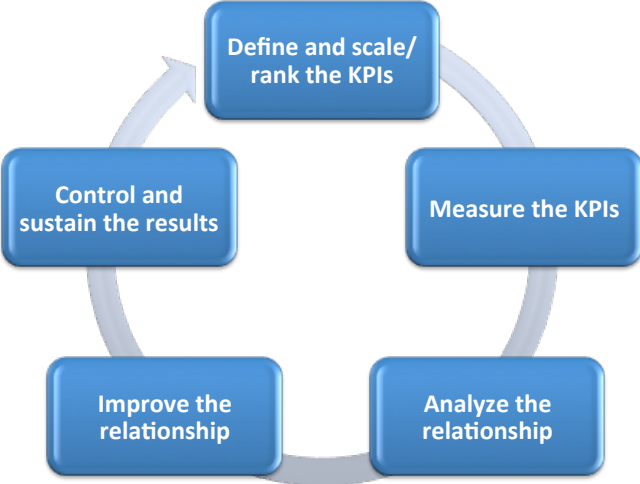 Define and scale/
rank the KPIs
Measure the KPIs
Analyze the
relationship
Improve the
relationship
Control and
sustain the results